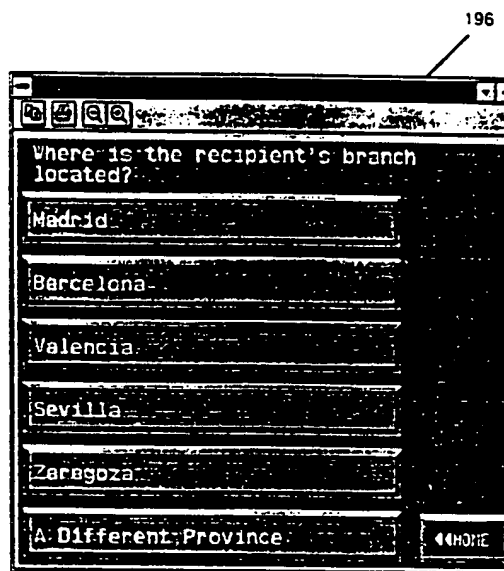 196
Where is the recipient's branch
located?
Madrid
Barcelona
Valencia
Sevilla
Zaragoza
A Different Province
◀◀HOME